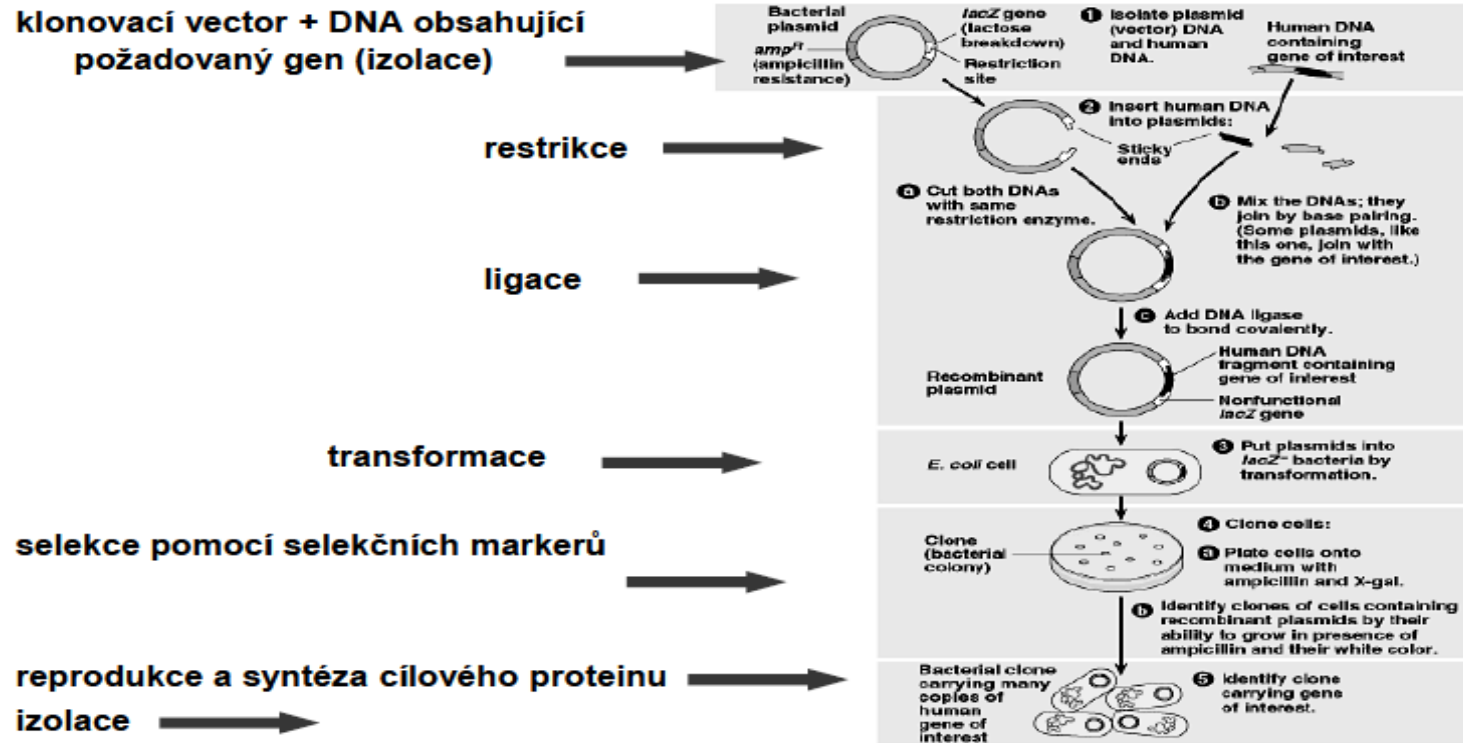 klonovací vector + DNA obsahující
požadovaný gen (izolace)
Bacterial
plasmid
amp^R
(ampicillin
resistance)
lacZ gene
(lactose
breakdown)
Restriction
site
1 Isolate plasmid
(vector) DNA
and human
DNA.
Human DNA
containing
gene of interest
restrikce
2 Insert human DNA
into plasmids:
Sticky
ends
a Cut both DNAs
with same
restriction enzyme.
b Mix the DNAs; they
join by base pairing.
(Some plasmids, like
this one, join with
the gene of interest.)
ligace
c Add DNA ligase
to bond covalently.
Recombinant
plasmid
Human DNA
fragment containing
gene of interest
Nonfunctional
lacZ gene
transformace
E. coli cell
3 Put plasmids into
lacZ– bacteria by
transformation.
selekce pomocí selekčních markerů
Clone
(bacterial
colony)
4 Clone cells:
a Plate cells onto
medium with
ampicillin and X-gal.
b Identify clones of cells containing
recombinant plasmids by their
ability to grow in presence of
ampicillin and their white color.
reprodukce a syntéza cílového proteinu
izolace
Bacterial clone
carrying many
copies of
human
gene of
interest
5 Identify clone
carrying gene
of interest.